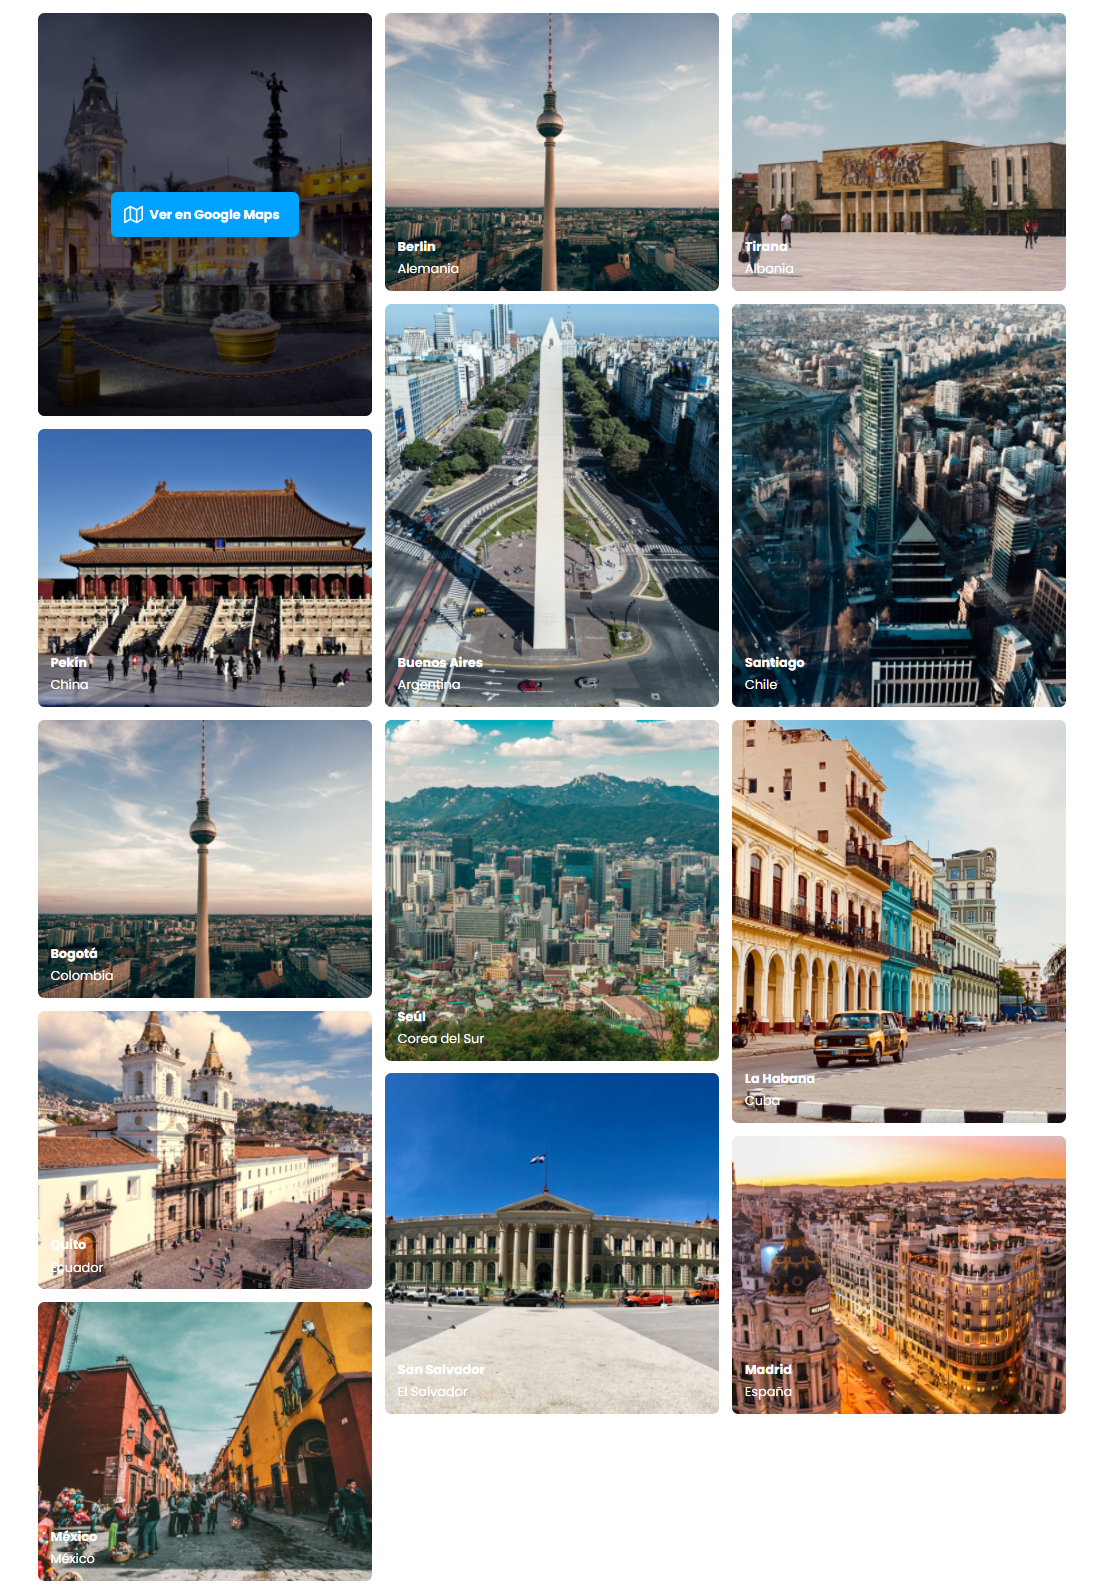 Ver en Google Maps
Berlin
Alemania
Tirana
Albania
Pekín
China
Buenos Aires
Argentina
Santiago
Chile
Bogotá
Colombia
Seúl
Corea del Sur
La Habana
Cuba
Quito
Ecuador
San Salvador
El Salvador
Madrid
España
México
México